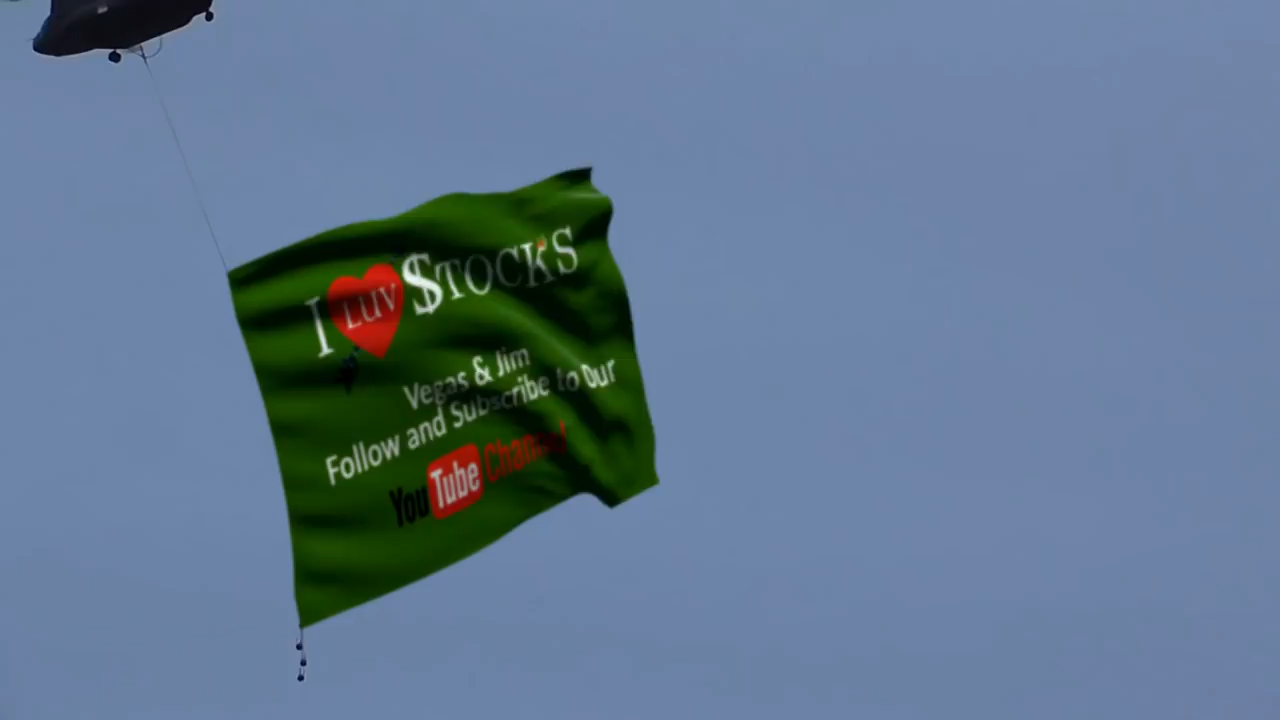 I LUV $TOCKS
Vegas & Jim
Follow and Subscribe to Our
YouTube Channel